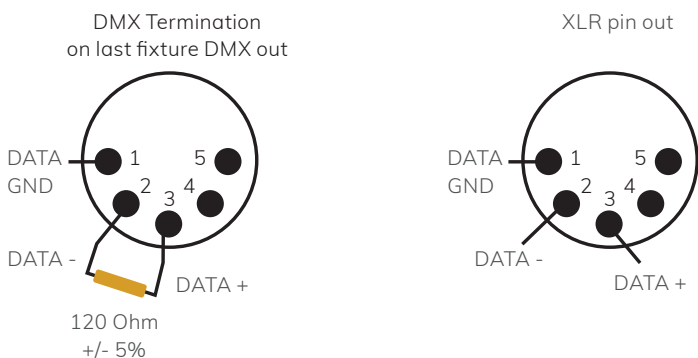 DMX Termination
on last fixture DMX out
DATA
GND
1
2
3
4
5
DATA -
DATA +
120 Ohm
+/- 5%
XLR pin out
DATA
GND
1
2
3
4
5
DATA -
DATA +